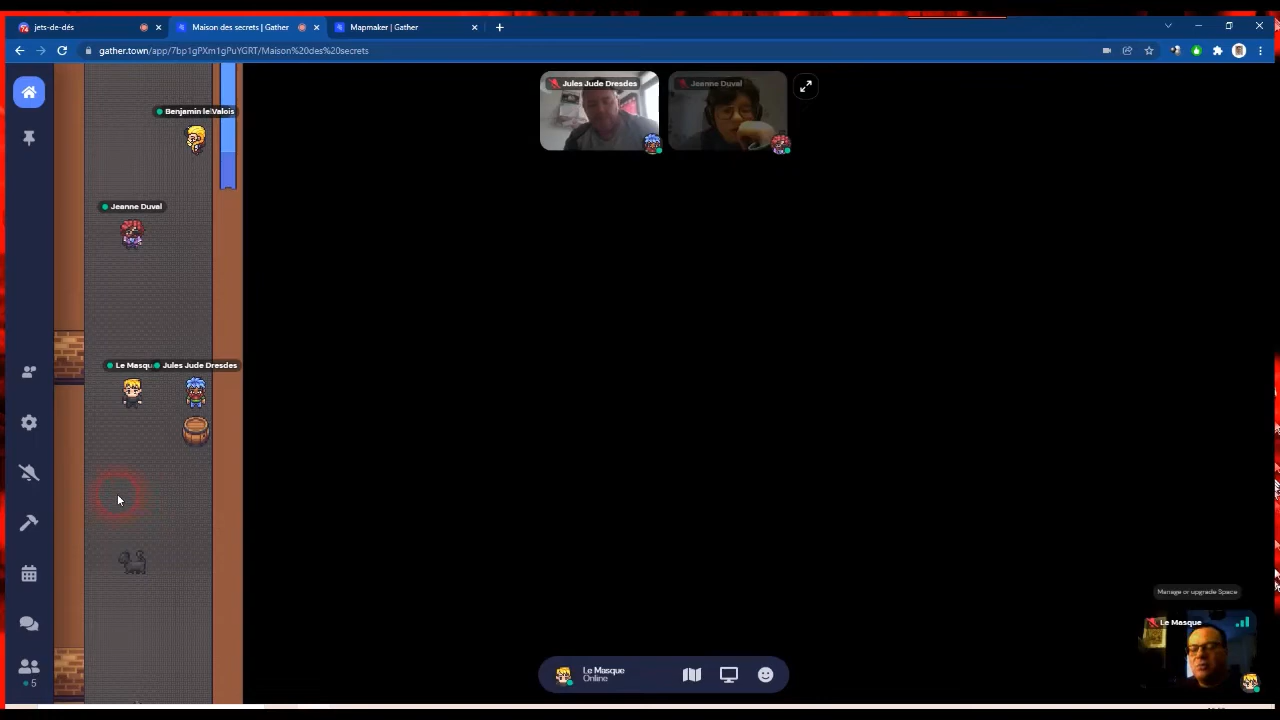 jets-de-dés
Maison des secrets | Gather
Mapmaker | Gather
gather.town/app/7bp1gPXm1gPuYGRT/Maison%20des%20secrets
Jules Jude Dresdes
Jeanne Duval
Benjamin le Valois
Jeanne Duval
Le Masqu
Jules Jude Dresdes
Manage or upgrade Space
Le Masque
Le Masque
Online
5